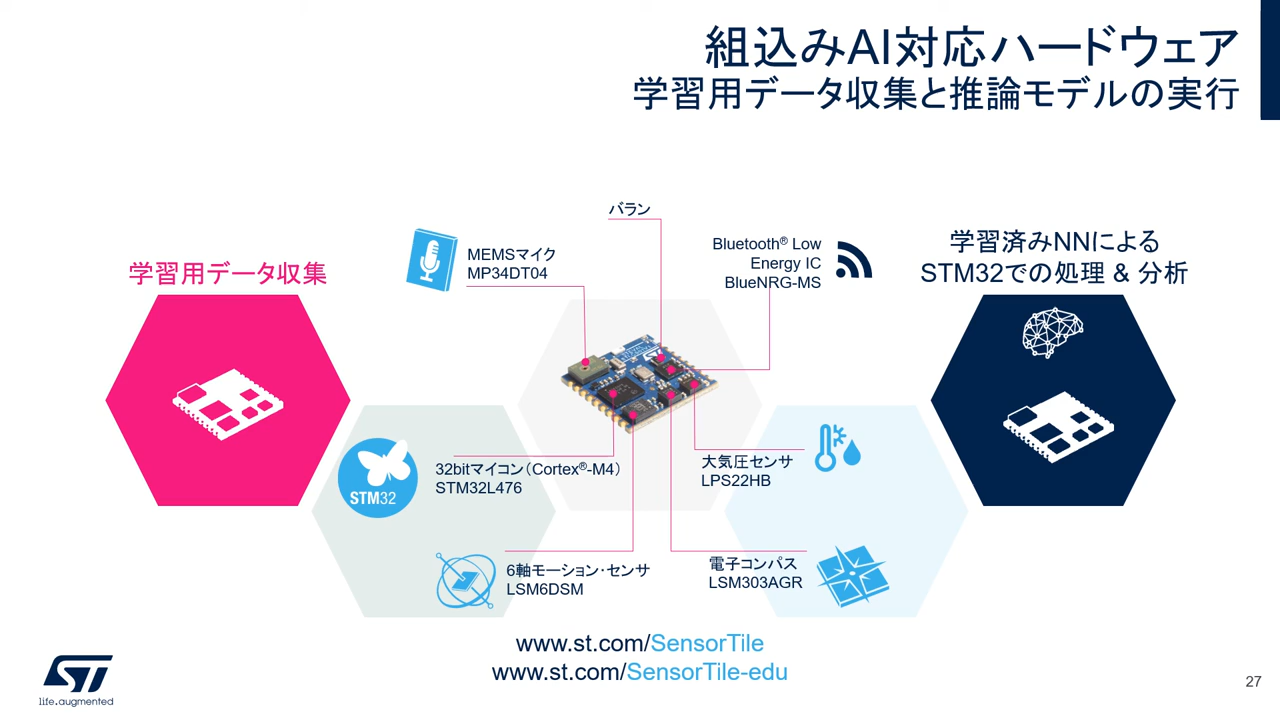 組込みAI対応ハードウェア
学習用データ収集と推論モデルの実行
バラン
MEMSマイク
MP34DT04
Bluetooth® Low
Energy IC
BlueNRG-MS
学習用データ収集
学習済みNNによる
STM32での処理 & 分析
STM32
32bitマイコン（Cortex®-M4）
STM32L476
大気圧センサ
LPS22HB
6軸モーション･センサ
LSM6DSM
電子コンパス
LSM303AGR
www.st.com/SensorTile
www.st.com/SensorTile-edu
ST
life.augmented
27